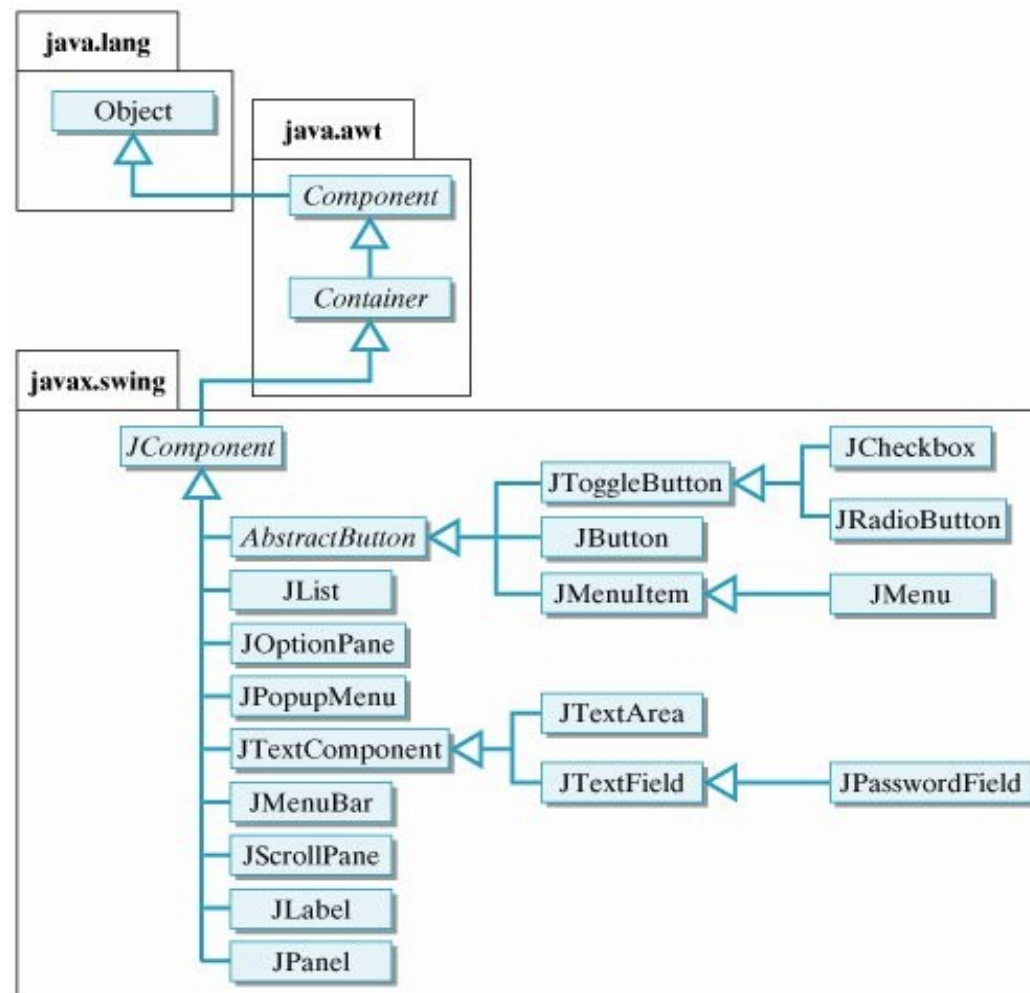 java.lang
Object
java.awt
Component
Container
javax.swing
JComponent
AbstractButton
JList
JOptionPane
JPopupMenu
JTextComponent
JMenuBar
JScrollPane
JLabel
JPanel
JToggleButton
JButton
JMenuItem
JCheckbox
JRadioButton
JMenu
JTextArea
JTextField
JPasswordField